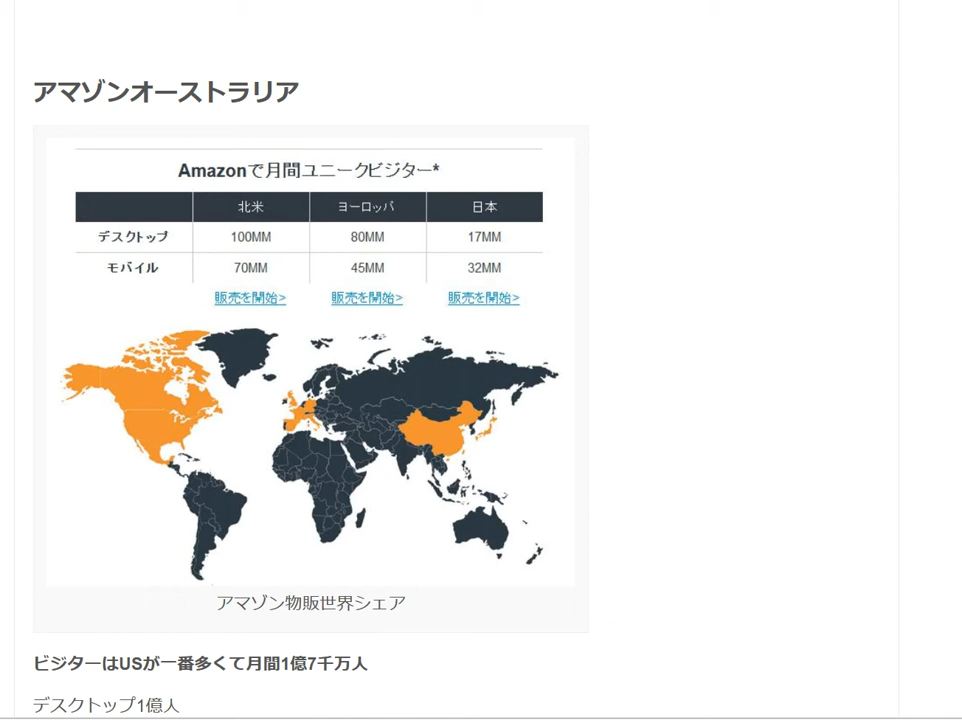 アマゾンオーストラリア
Amazonで月間ユニークビジター*
北米 ヨーロッパ 日本
デスクトップ 100MM 80MM 17MM
モバイル 70MM 45MM 32MM
販売を開始> 販売を開始> 販売を開始>
アマゾン物販世界シェア
ビジターはUSが一番多くて月間1億7千万人
デスクトップ1億人